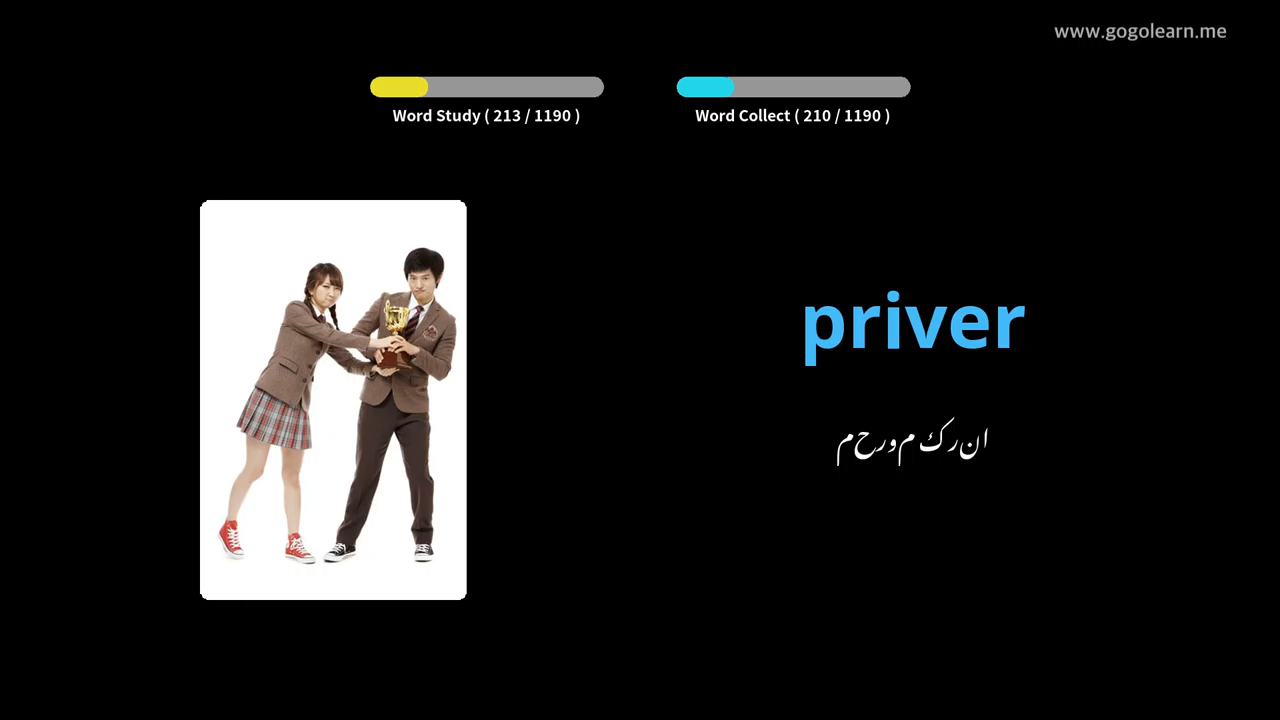 www.gogolearn.me
Word Study ( 213 / 1190 )
Word Collect ( 210 / 1190 )
priver
محروم کرنا